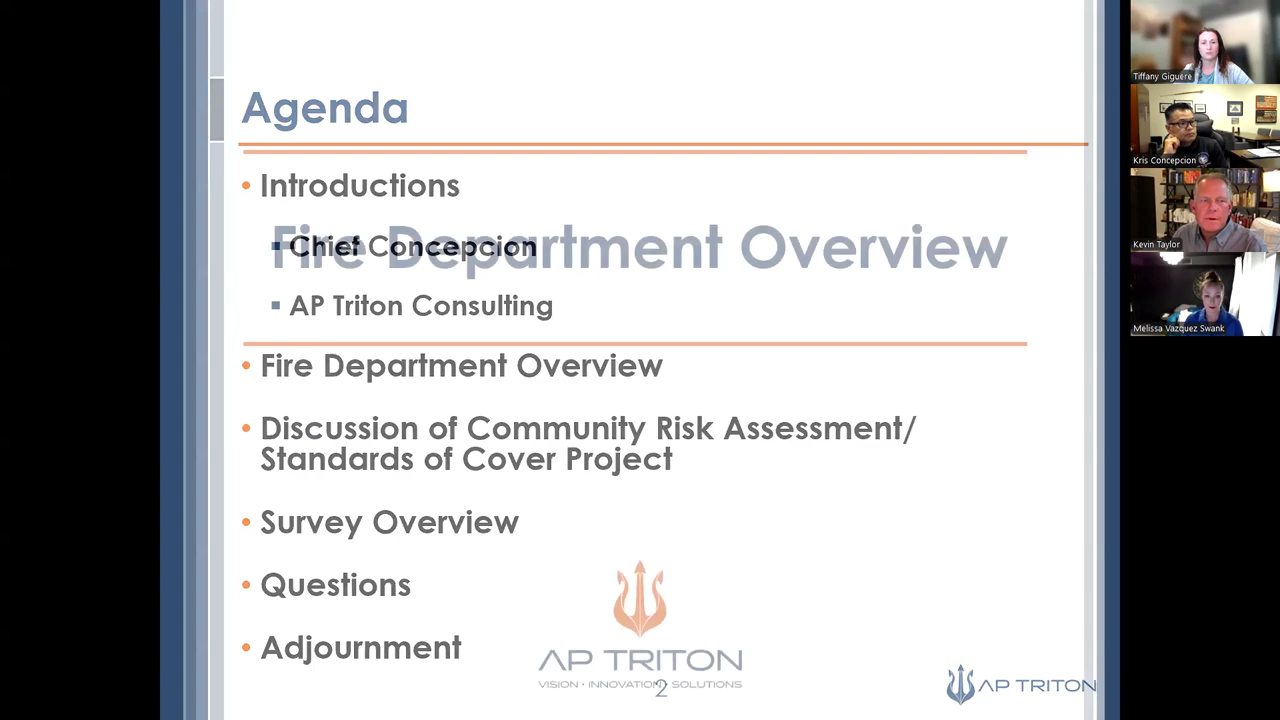 Agenda
Introductions
Chief Concepcion
Fire Department Overview
AP Triton Consulting
Fire Department Overview
Discussion of Community Risk Assessment/
Standards of Cover Project
Survey Overview
Questions
Adjournment
AP TRITON
VISION • INNOVATION • SOLUTIONS
2
AP TRITON
Tiffany Giguere
Kris Concepcion
Kevin Taylor
Melissa Vazquez Swank